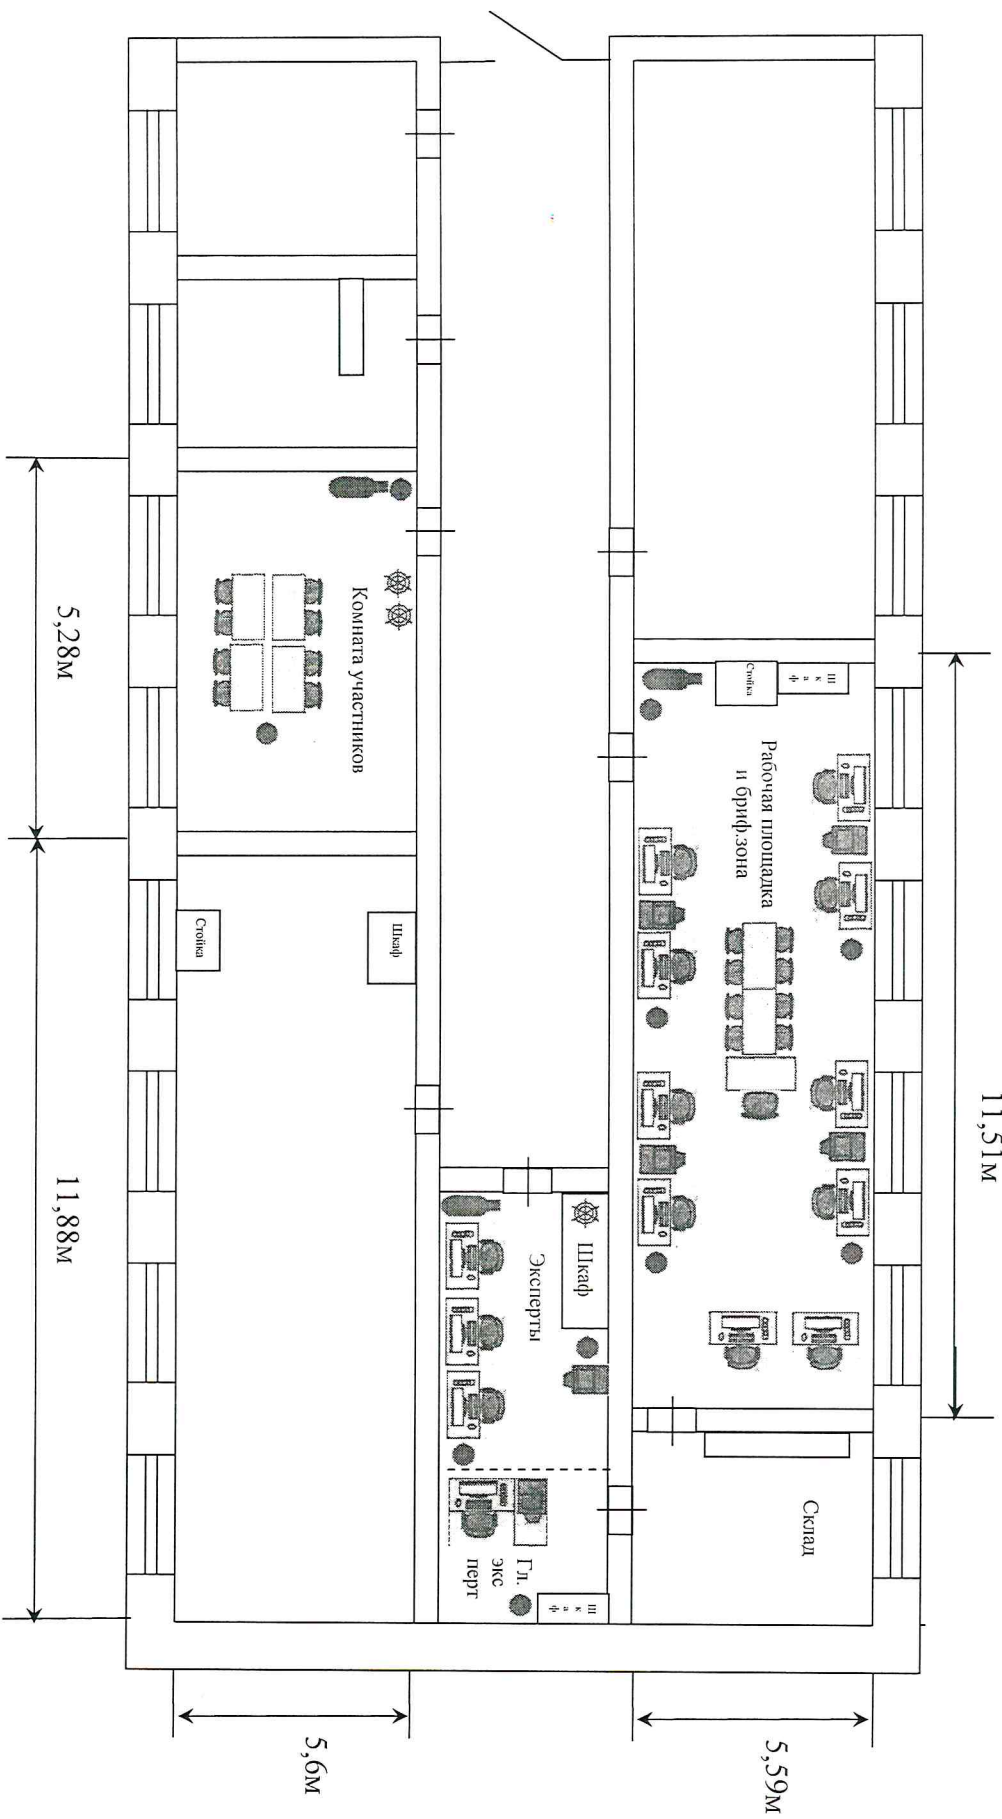 11,51м
5,59м
Шкаф
Стойка
Рабочая площадка
и бриф.зона
Склад
Шкаф
Эксперты
Гл.
экс
перт
Шкаф
Комната участников
Шкаф
Стойка
5,28м
11,88м
5,6м